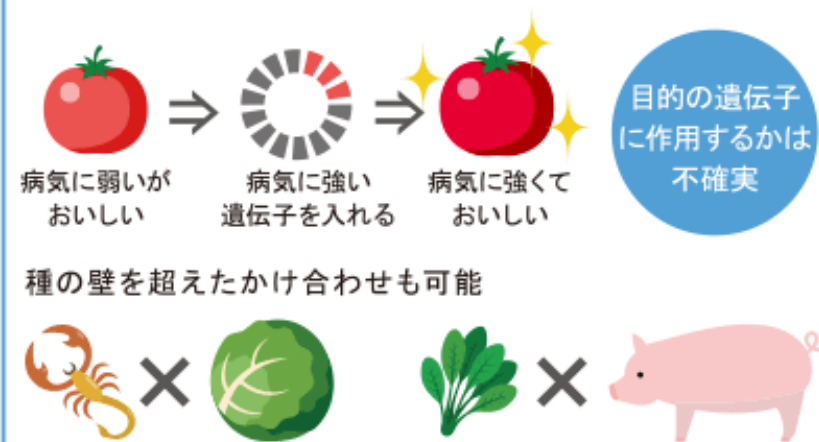 病気に弱いが
おいしい
病気に強い
遺伝子を入れる
病気に強くて
おいしい
目的の遺伝子
に作用するかは
不確実
種の壁を超えたかけ合わせも可能